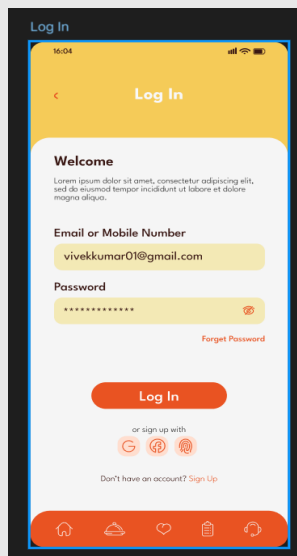 Log In
16:04
Log In
Welcome
Lorem ipsum dolor sit amet, consectetur adipiscing elit,
sed do eiusmod tempor incididunt ut labore et dolore
magna aliqua.
Email or Mobile Number
vivekkumar01@gmail.com
Password
*************
Forget Password
Log In
or sign up with
G f
Don't have an account? Sign Up